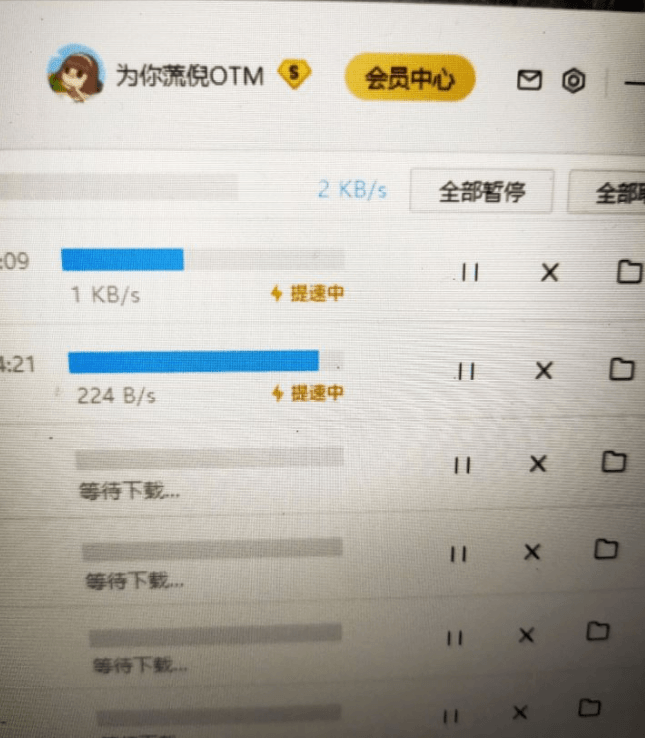 为你萧倪OTM S 会员中心
2 KB/s 全部暂停 全部
:09
1 KB/s 提速中
4:21
224 B/s 提速中
等待下载...
等待下载...
等待下载...